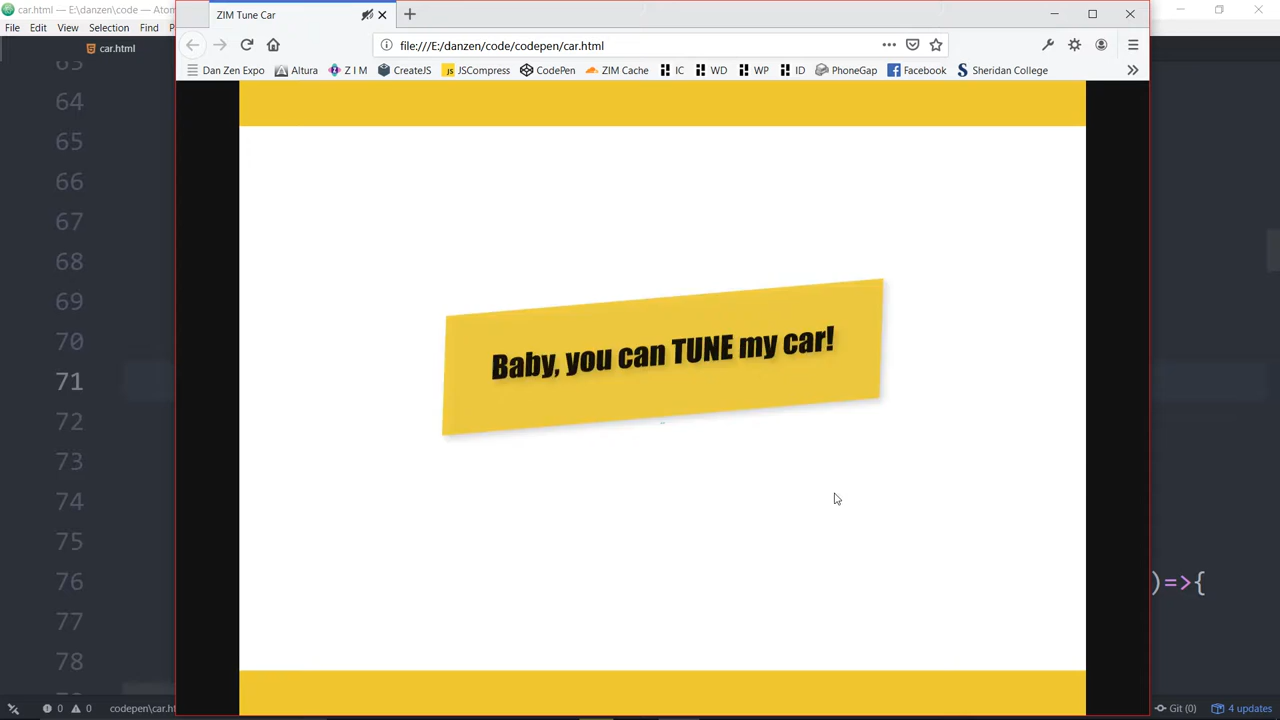 car.html — E:\danzen\code — Atom
File Edit View Selection Find
car.html
ZIM Tune Car
file:///E:/danzen/code/codepen/car.html
Dan Zen Expo Altura Z I M CreateJS JSCompress CodePen ZIM Cache IC WD WP ID PhoneGap Facebook Sheridan College
63
64
65
66
67
68
69
70
71
72
73
74
75
76 )=>{
77
78
Baby, you can TUNE my car!
0 0 codepen\car.ht
Git (0) 4 updates